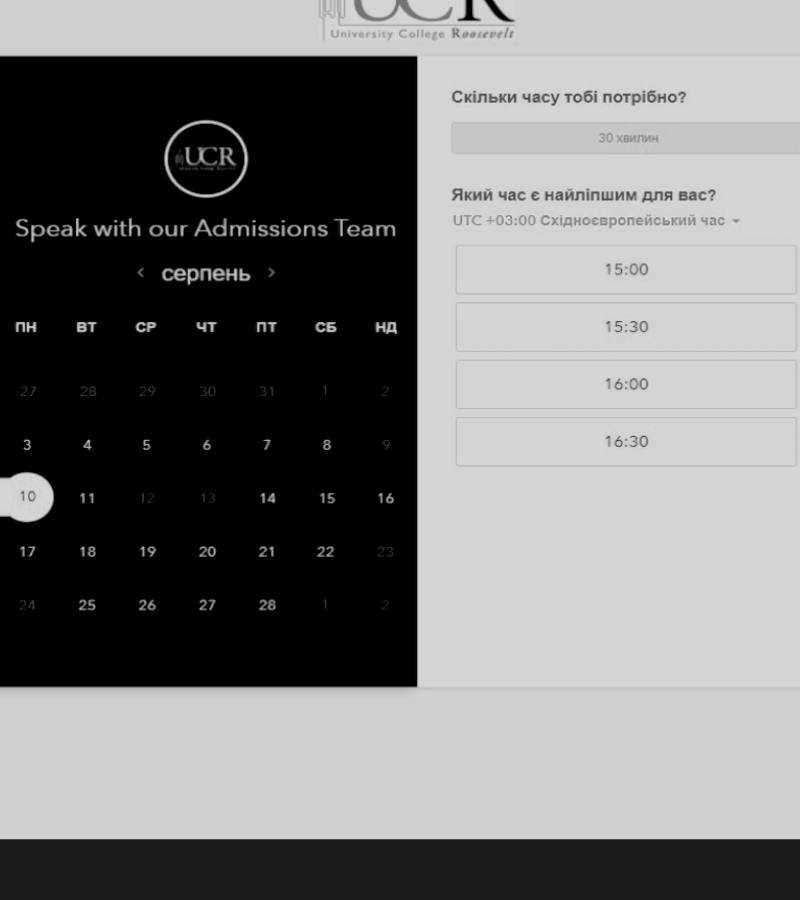 UCR
University College Roosevelt
UCR
Speak with our Admissions Team
< серпень >
ПН ВТ СР ЧТ ПТ СБ НД
27 28 29 30 31 1 2
3 4 5 6 7 8 9
10 11 12 13 14 15 16
17 18 19 20 21 22 23
24 25 26 27 28 1 2
Скільки часу тобі потрібно?
30 хвилин
Який час є найліпшим для вас?
UTC +03:00 Східноєвропейський час
15:00
15:30
16:00
16:30